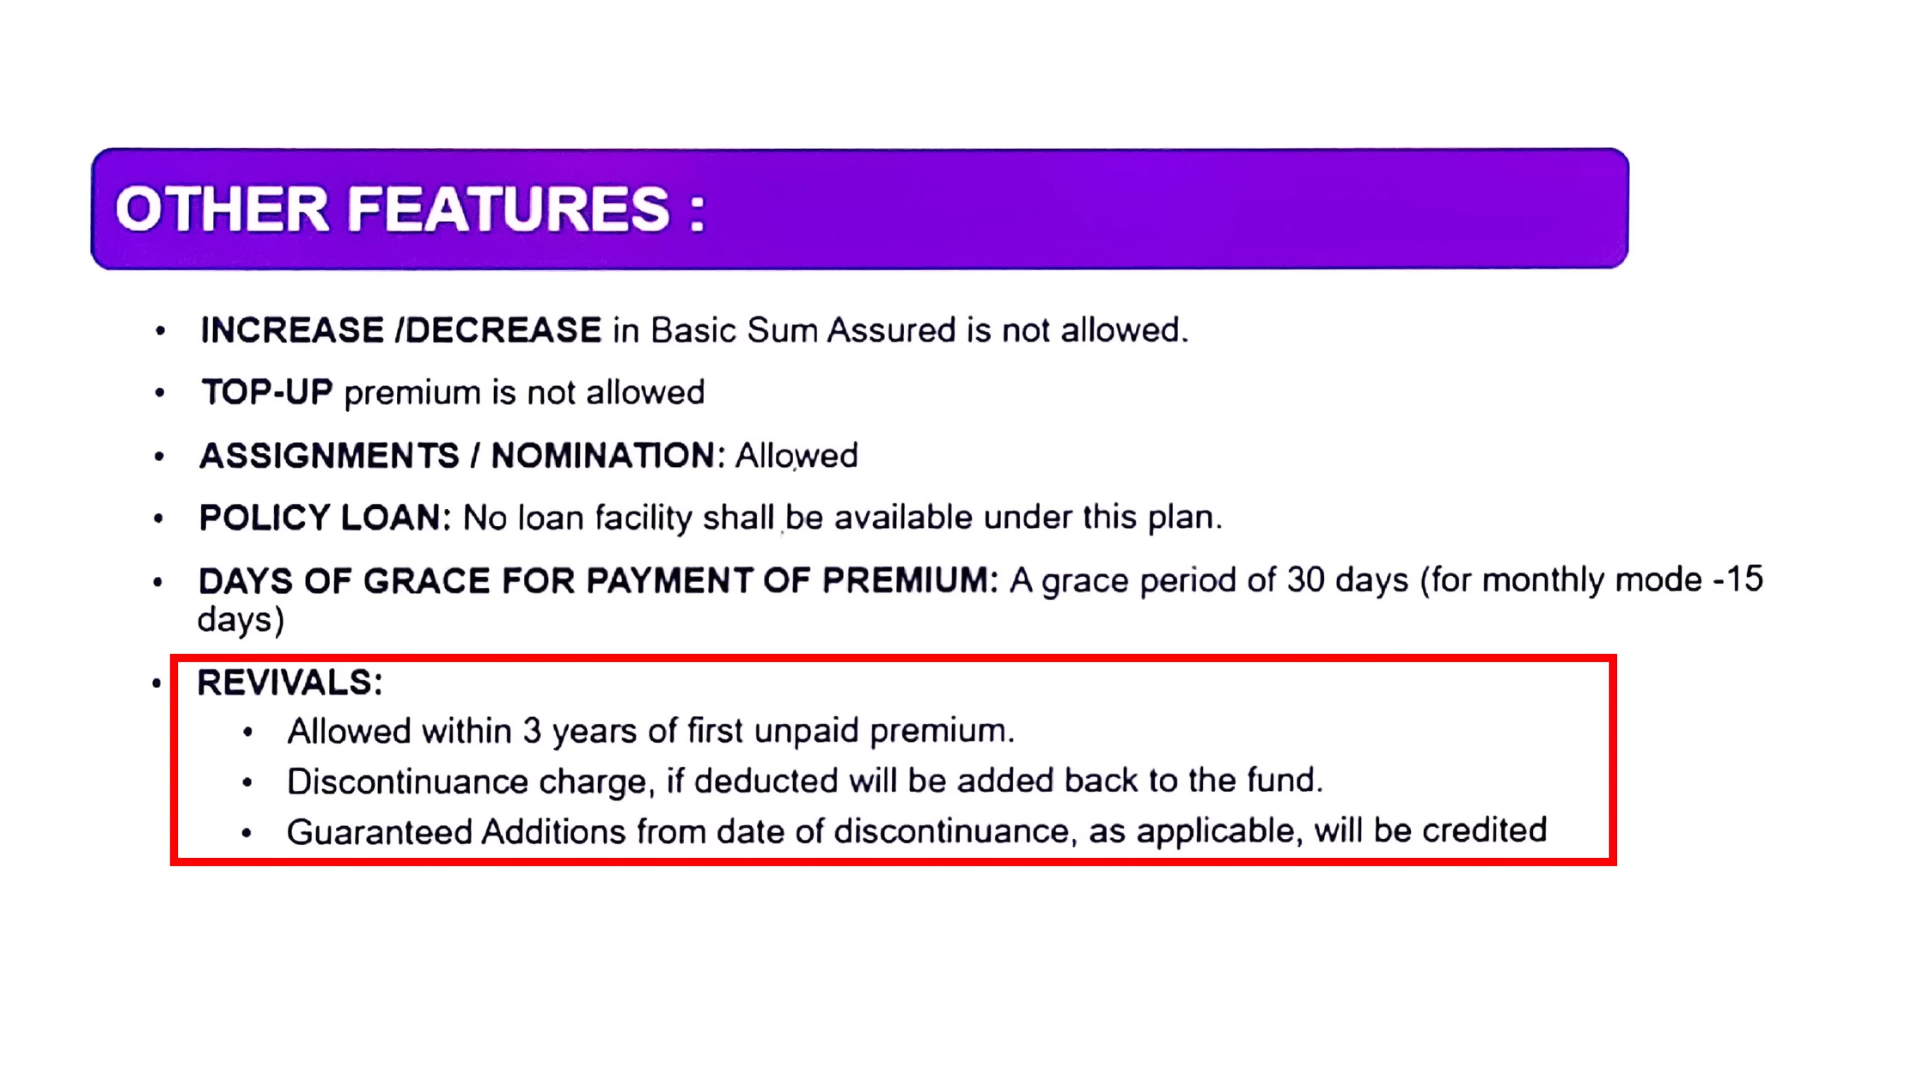 OTHER FEATURES :
• INCREASE /DECREASE in Basic Sum Assured is not allowed.
• TOP-UP premium is not allowed
• ASSIGNMENTS / NOMINATION: Allowed
• POLICY LOAN: No loan facility shall be available under this plan.
• DAYS OF GRACE FOR PAYMENT OF PREMIUM: A grace period of 30 days (for monthly mode -15
days)
• REVIVALS:
• Allowed within 3 years of first unpaid premium.
• Discontinuance charge, if deducted will be added back to the fund.
• Guaranteed Additions from date of discontinuance, as applicable, will be credited